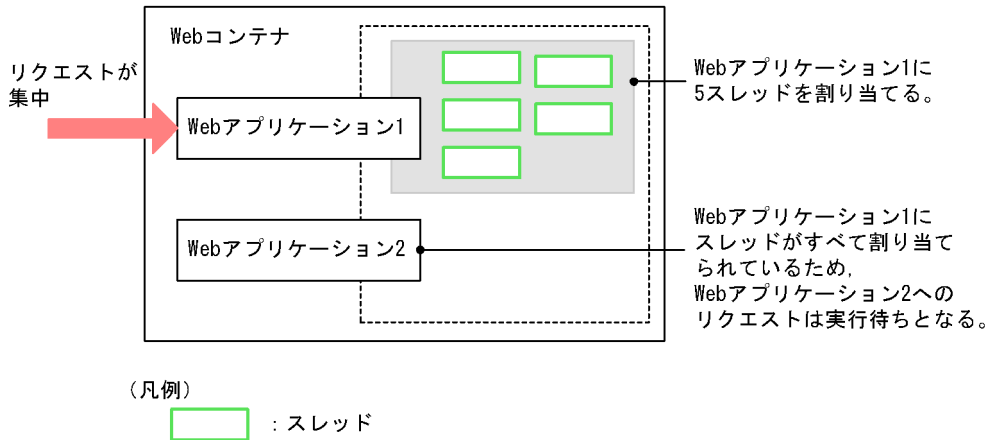 Webコンテナ
リクエストが
集中
Webアプリケーション1
Webアプリケーション1に
5スレッドを割り当てる。
Webアプリケーション2
Webアプリケーション1に
スレッドがすべて割り当て
られているため,
Webアプリケーション2への
リクエストは実行待ちとなる。
（凡例）
：スレッド